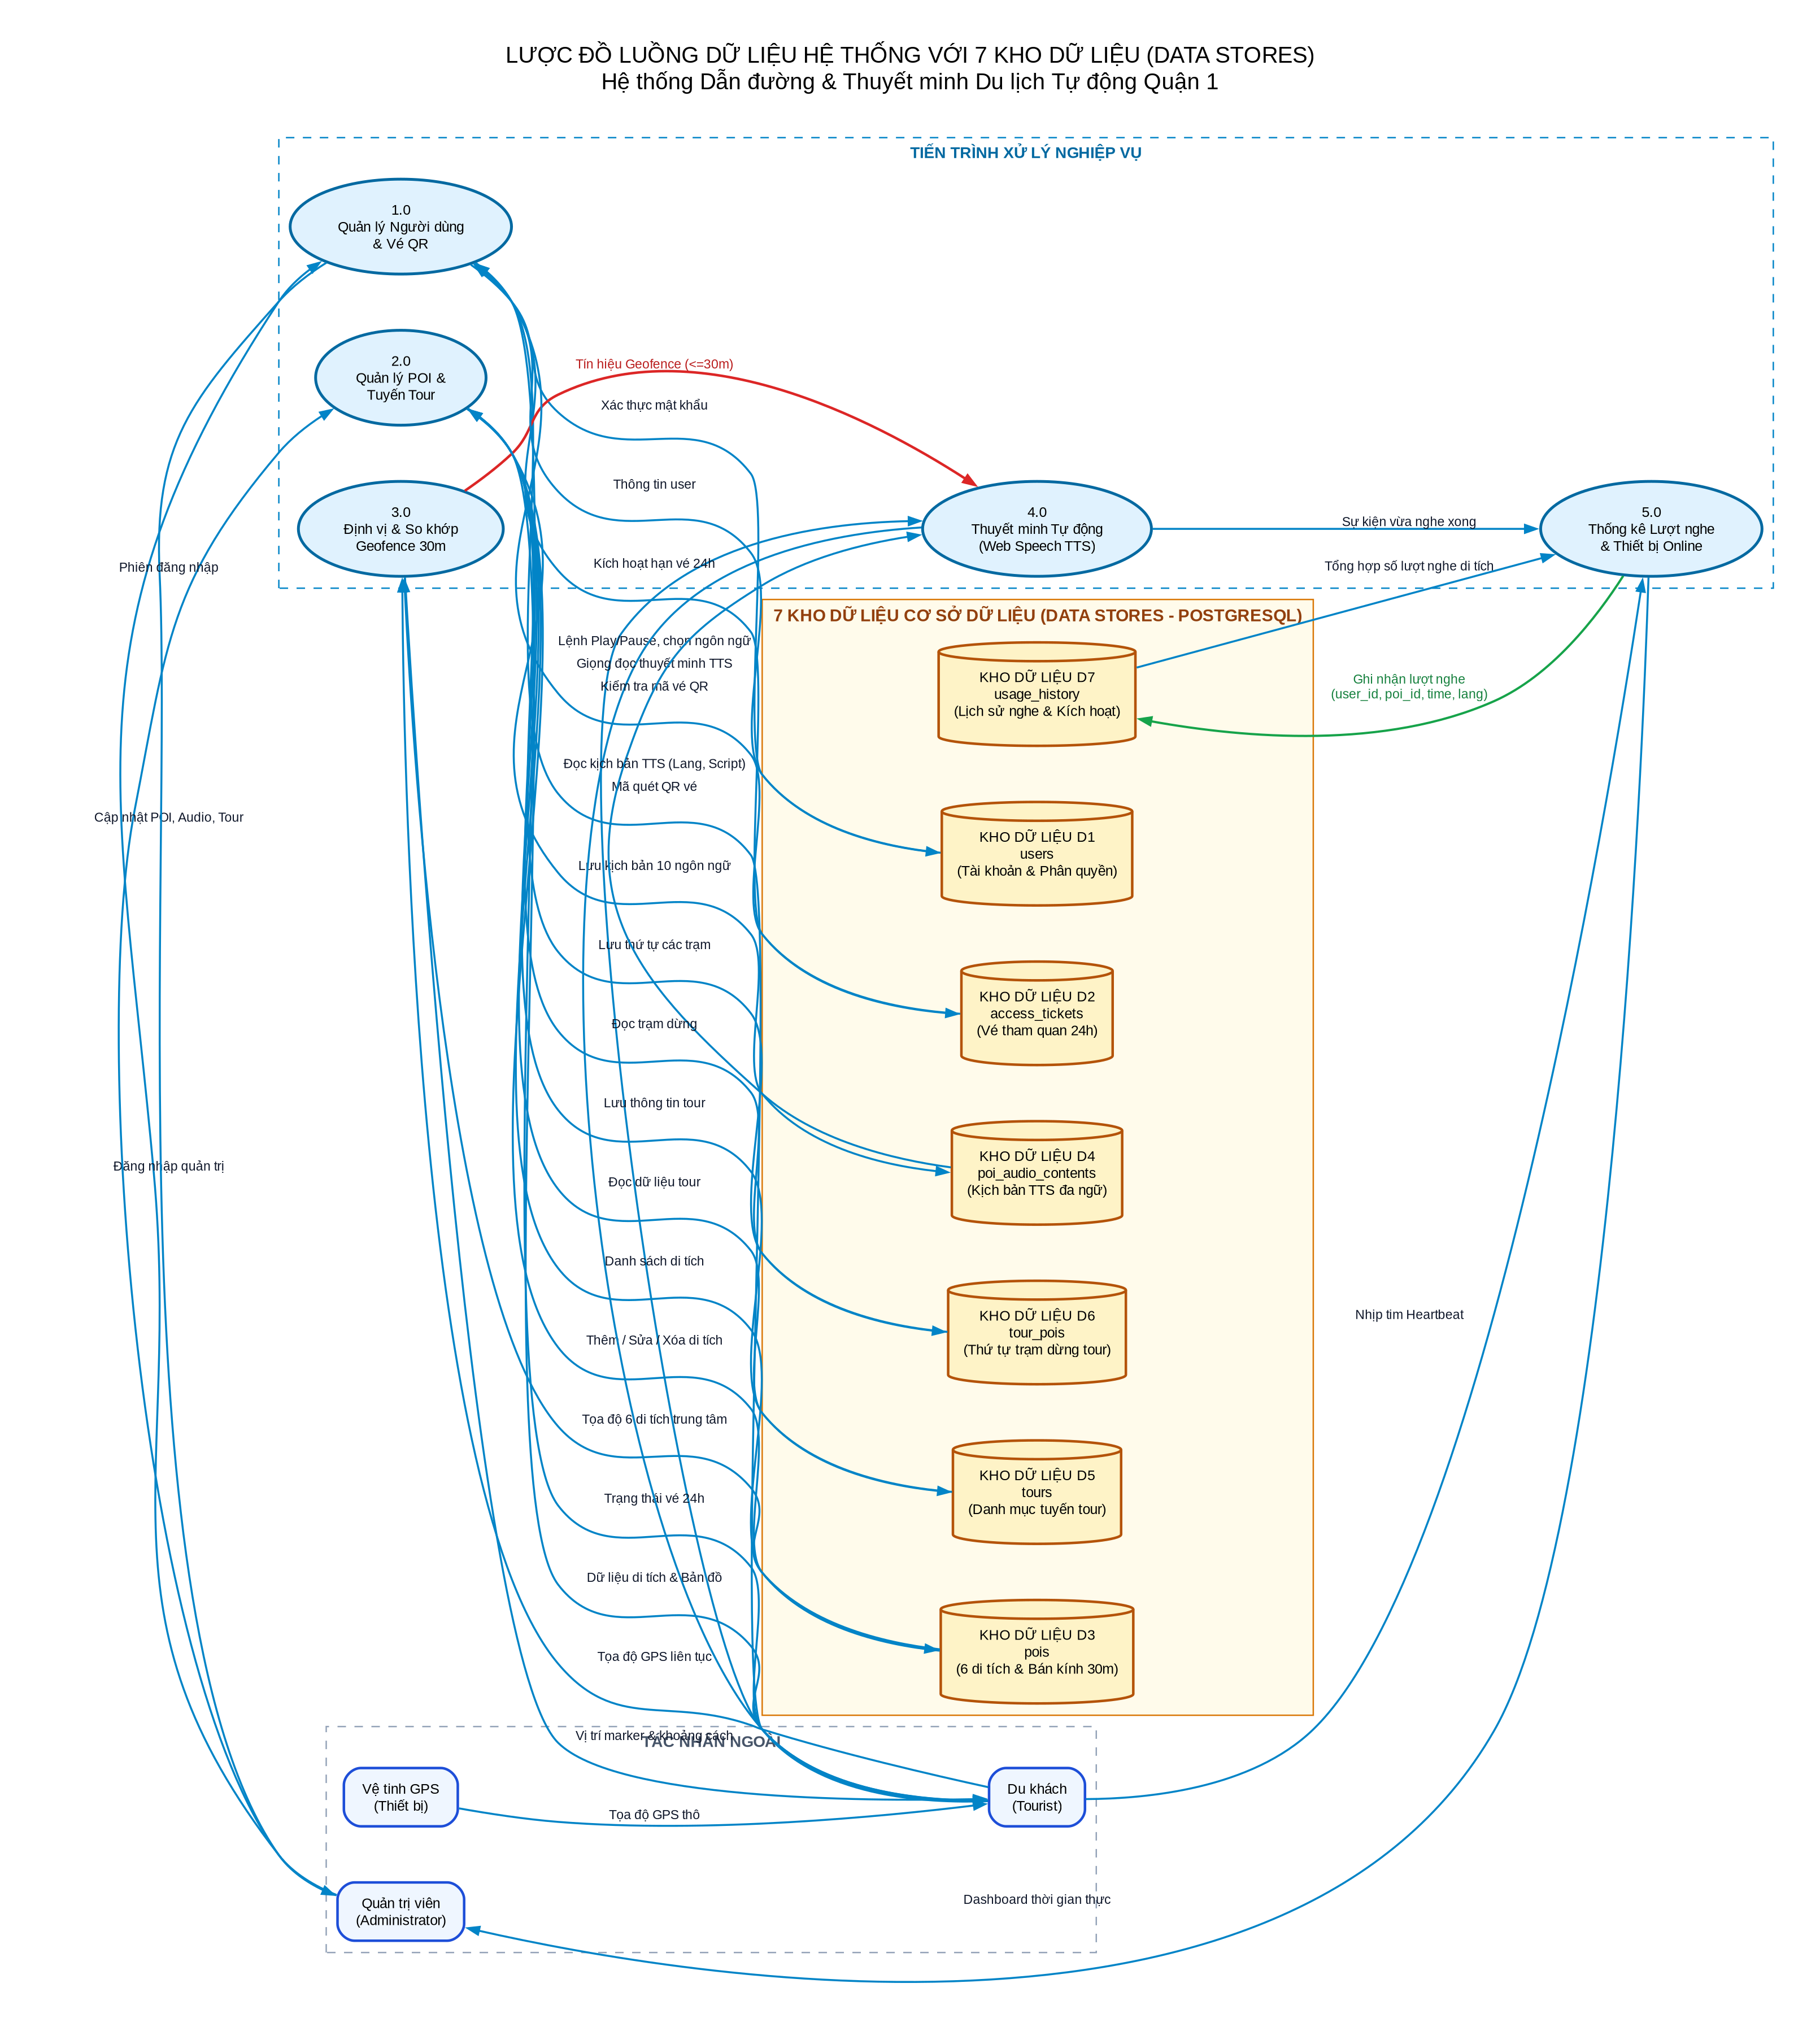 LƯỢC ĐỒ LUỒNG DỮ LIỆU HỆ THỐNG VỚI 7 KHO DỮ LIỆU (DATA STORES)
Hệ thống Dẫn đường & Thuyết minh Du lịch Tự động Quận 1
TIẾN TRÌNH XỬ LÝ NGHIỆP VỤ
1.0
Quản lý Người dùng
& Vé QR
2.0
Quản lý POI &
Tuyến Tour
3.0
Định vị & So khớp
Geofence 30m
4.0
Thuyết minh Tự động
(Web Speech TTS)
5.0
Thống kê Lượt nghe
& Thiết bị Online
Tín hiệu Geofence (<=30m)
Xác thực mật khẩu
Thông tin user
Kích hoạt hạn vé 24h
Lệnh Play/Pause, chọn ngôn ngữ
Giọng đọc thuyết minh TTS
Kiểm tra mã vé QR
Đọc kịch bản TTS (Lang, Script)
Mã quét QR vé
Lưu kịch bản 10 ngôn ngữ
Lưu thứ tự các trạm
Đọc trạm dừng
Lưu thông tin tour
Đọc dữ liệu tour
Danh sách di tích
Thêm / Sửa / Xóa di tích
Tọa độ 6 di tích trung tâm
Trạng thái vé 24h
Dữ liệu di tích & Bản đồ
Tọa độ GPS liên tục
Vị trí marker & khoảng cách
Tọa độ GPS thô
Phiên đăng nhập
Cập nhật POI, Audio, Tour
Đăng nhập quản trị
Sự kiện vừa nghe xong
Tổng hợp số lượt nghe di tích
Ghi nhận lượt nghe
(user_id, poi_id, time, lang)
Nhịp tim Heartbeat
Dashboard thời gian thực
7 KHO DỮ LIỆU CƠ SỞ DỮ LIỆU (DATA STORES - POSTGRESQL)
KHO DỮ LIỆU D7
usage_history
(Lịch sử nghe & Kích hoạt)
KHO DỮ LIỆU D1
users
(Tài khoản & Phân quyền)
KHO DỮ LIỆU D2
access_tickets
(Vé tham quan 24h)
KHO DỮ LIỆU D4
poi_audio_contents
(Kịch bản TTS đa ngữ)
KHO DỮ LIỆU D6
tour_pois
(Thứ tự trạm dừng tour)
KHO DỮ LIỆU D5
tours
(Danh mục tuyến tour)
KHO DỮ LIỆU D3
pois
(6 di tích & Bán kính 30m)
TÁC NHÂN NGOÀI
Vệ tinh GPS
(Thiết bị)
Du khách
(Tourist)
Quản trị viên
(Administrator)